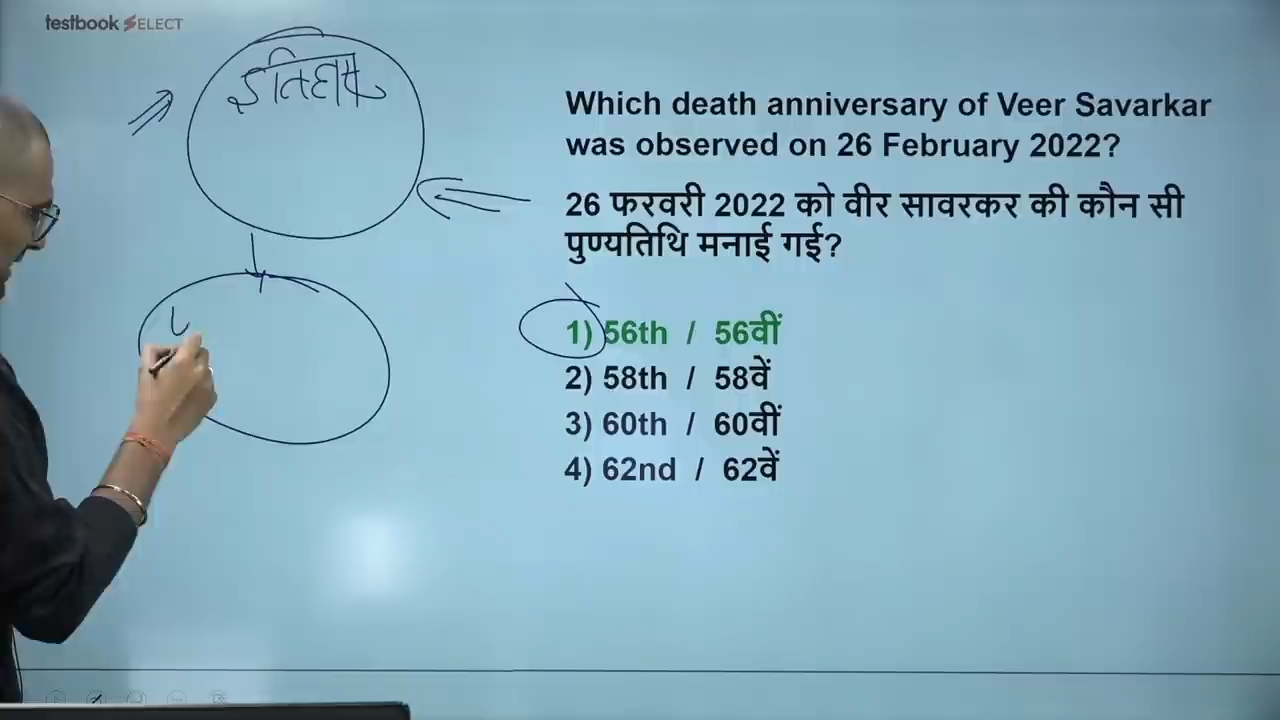 testbook SELECT
इतिहास
Which death anniversary of Veer Savarkar
was observed on 26 February 2022?
26 फरवरी 2022 को वीर सावरकर की कौन सी
पुण्यतिथि मनाई गई?
1) 56th / 56वीं
2) 58th / 58वें
3) 60th / 60वीं
4) 62nd / 62वें